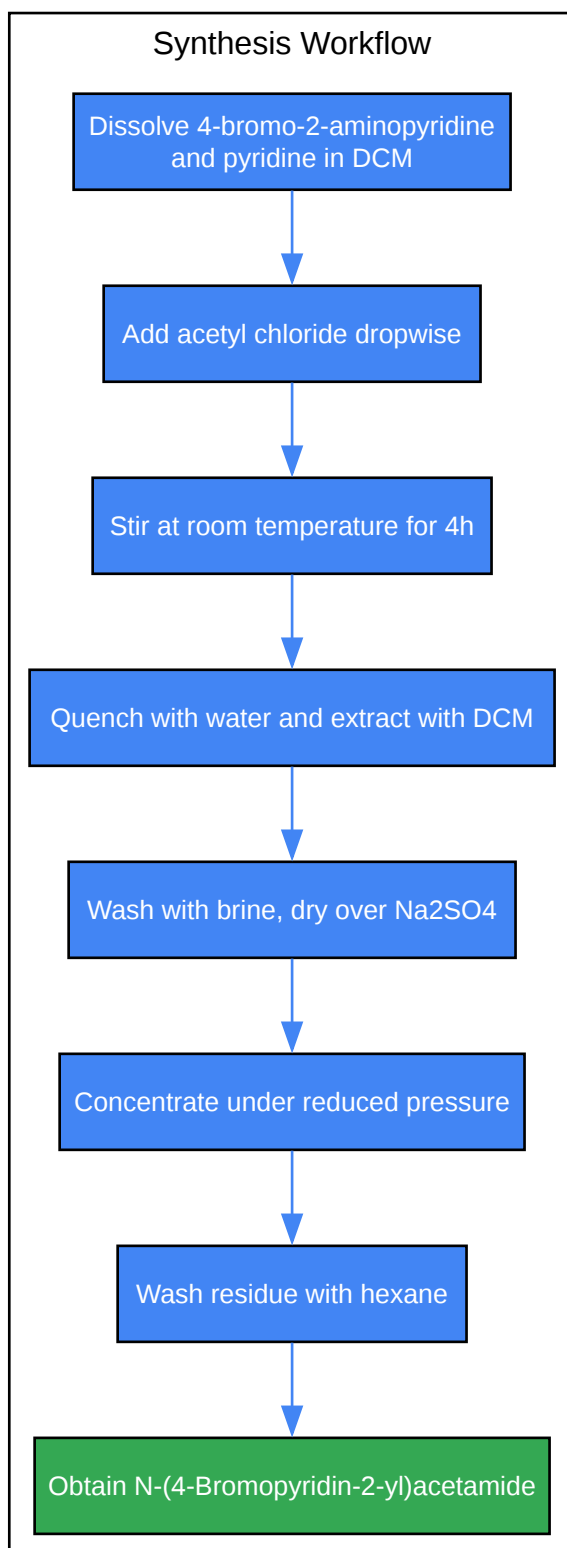 Synthesis Workflow
Dissolve 4-bromo-2-aminopyridine
and pyridine in DCM
Add acetyl chloride dropwise
Stir at room temperature for 4h
Quench with water and extract with DCM
Wash with brine, dry over Na2SO4
Concentrate under reduced pressure
Wash residue with hexane
Obtain N-(4-Bromopyridin-2-yl)acetamide